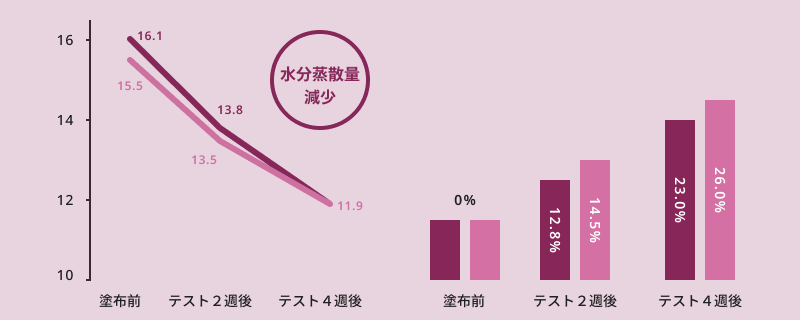 16
14
12
10
16.1
15.5
13.8
13.5
11.9
水分蒸散量
減少
塗布前
テスト２週後
テスト４週後
0%
12.8%
14.5%
23.0%
26.0%
塗布前
テスト２週後
テスト４週後